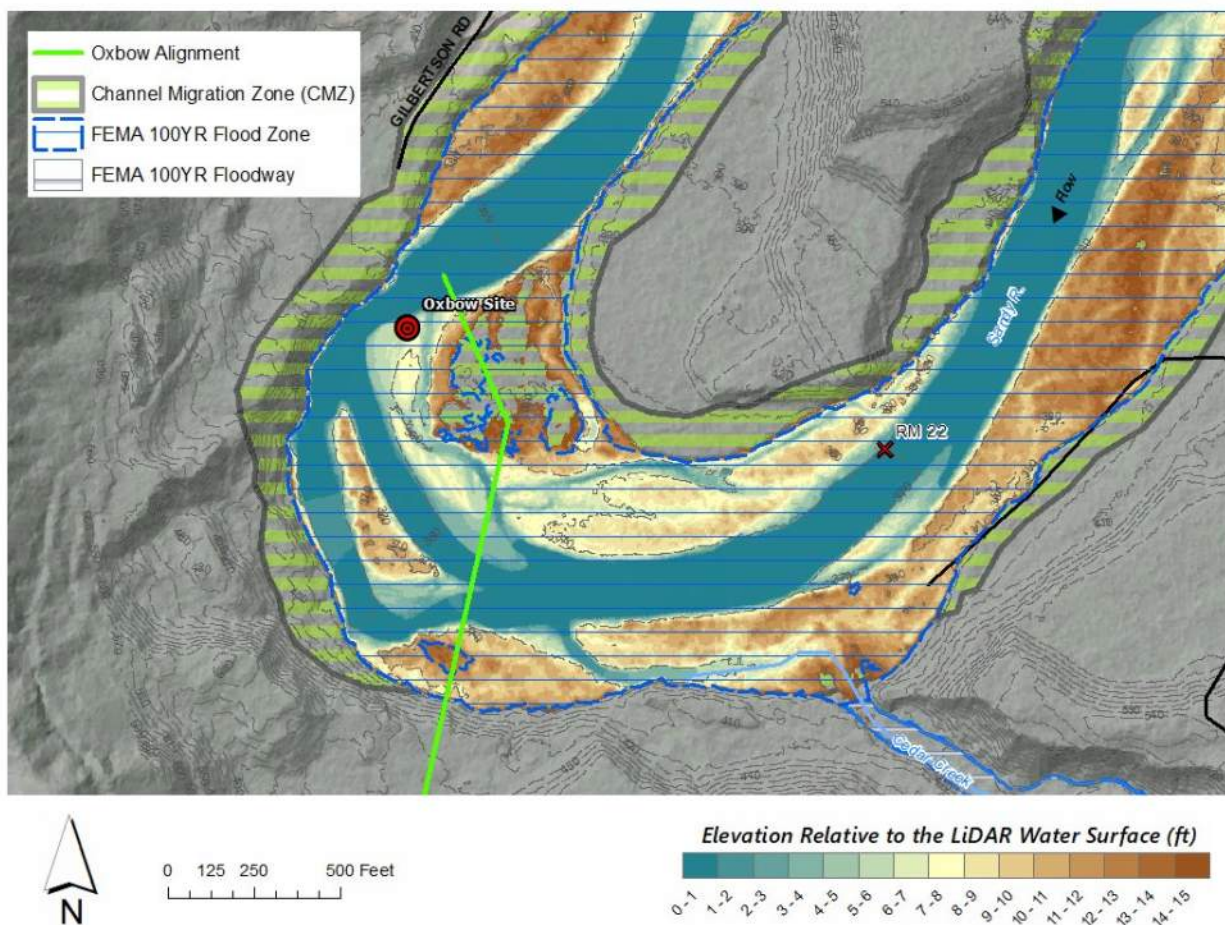 Oxbow Alignment
Channel Migration Zone (CMZ)
FEMA 100YR Flood Zone
FEMA 100YR Floodway
GILBERTSON RD
Flow
Oxbow Site
Sandy R.
RM 22
Cedar Creek
N
0 125 250 500 Feet
Elevation Relative to the LiDAR Water Surface (ft)
0 - 1
1 - 2
2 - 3
3 - 4
4 - 5
5 - 6
6 - 7
7 - 8
8 - 9
9 - 10
10 - 11
11 - 12
12 - 13
13 - 14
14 - 15